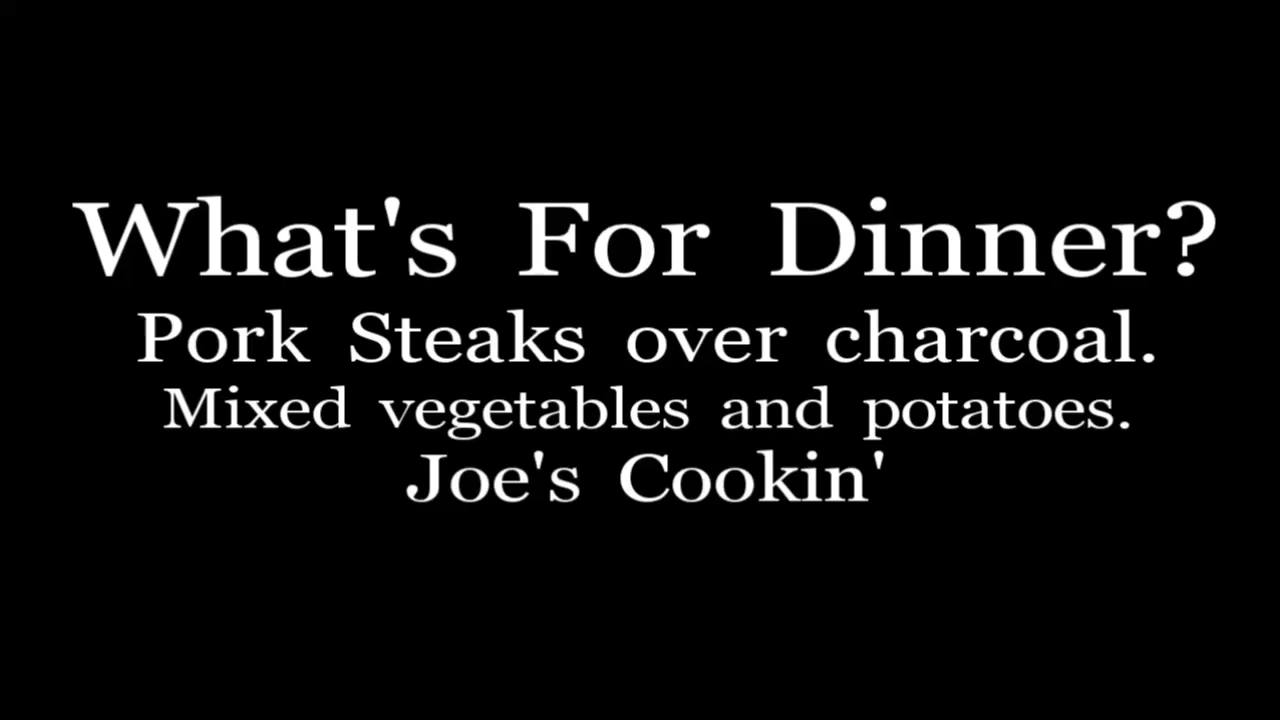 What's For Dinner?
Pork Steaks over charcoal.
Mixed vegetables and potatoes.
Joe's Cookin'